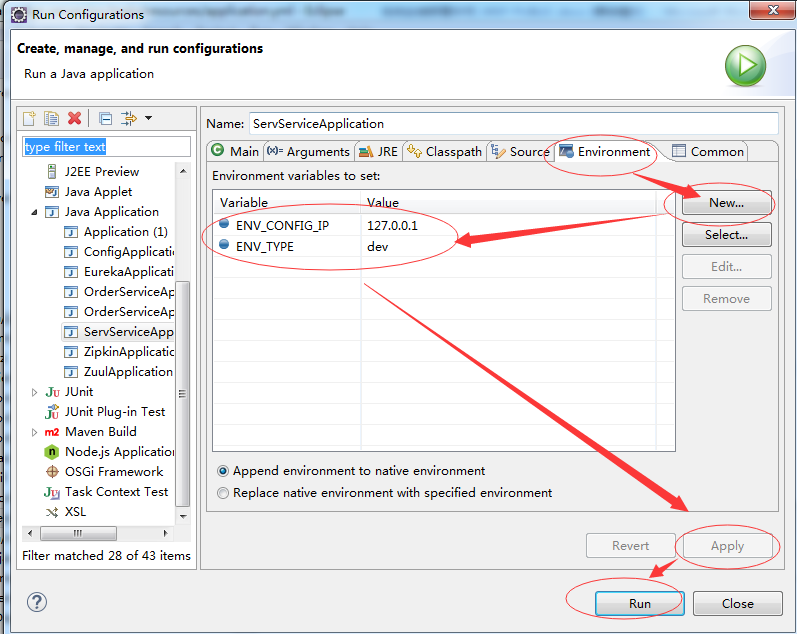 Run Configurations
Create, manage, and run configurations
Run a Java application
type filter text
J2EE Preview
Java Applet
Java Application
Application (1)
ConfigApplicatio
EurekaApplicati
OrderServiceAp
OrderServiceAp
ServServiceApp
ZipkinApplicatio
ZuulApplication
JUnit
JUnit Plug-in Test
Maven Build
Node.js Application
OSGi Framework
Task Context Test
XSL
Filter matched 28 of 43 items
Name: ServServiceApplication
Main (x)= Arguments JRE Classpath Source Environment Common
Environment variables to set:
Variable Value
ENV_CONFIG_IP 127.0.0.1
ENV_TYPE dev
New...
Select...
Edit...
Remove
Append environment to native environment
Replace native environment with specified environment
Revert Apply
Run Close